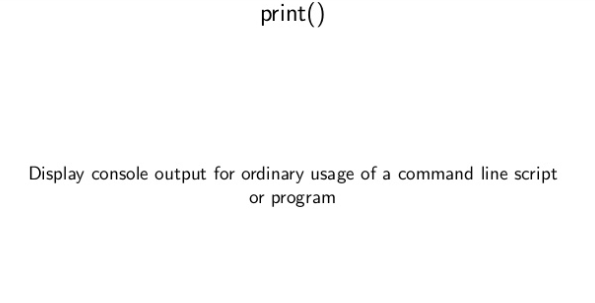 print()
Display console output for ordinary usage of a command line script
or program